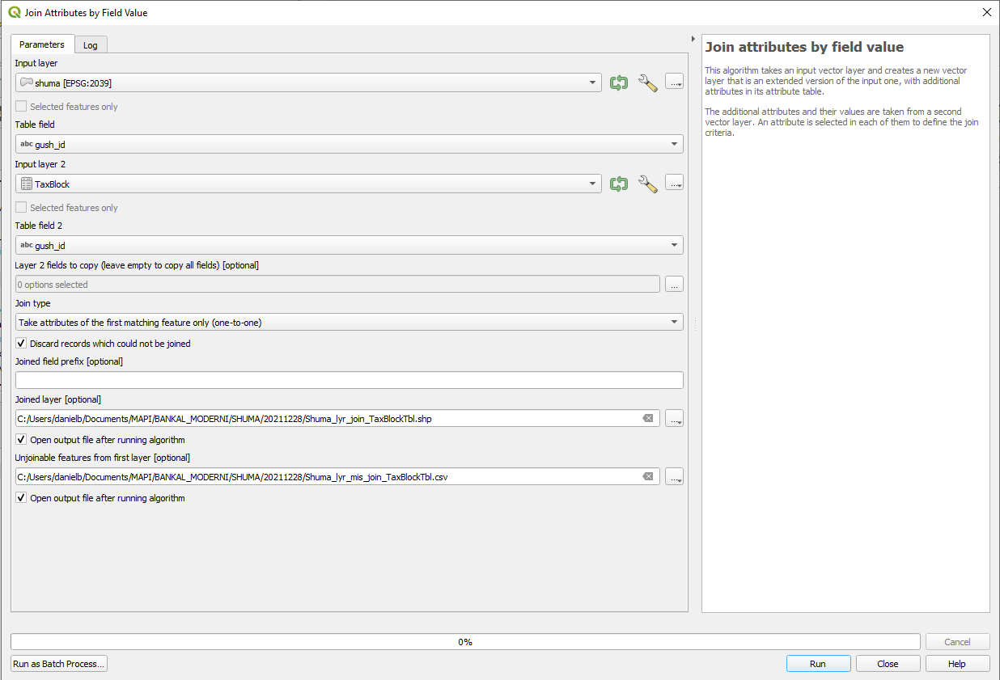 Join Attributes by Field Value
Parameters
Log
Input layer
shuma [EPSG:2039]
...
Selected features only
Table field
abc gush_id
Input layer 2
TaxBlock
...
Selected features only
Table field 2
abc gush_id
Layer 2 fields to copy (leave empty to copy all fields) [optional]
0 options selected
...
Join type
Take attributes of the first matching feature only (one-to-one)
Discard records which could not be joined
Joined field prefix [optional]
Joined layer [optional]
C:/Users/danielb/Documents/MAPI/BANKAL_MODERNI/SHUMA/20211228/Shuma_lyr_join_TaxBlockTbl.shp
...
Open output file after running algorithm
Unjoinable features from first layer [optional]
C:/Users/danielb/Documents/MAPI/BANKAL_MODERNI/SHUMA/20211228/Shuma_lyr_mis_join_TaxBlockTbl.csv
...
Open output file after running algorithm
Join attributes by field value
This algorithm takes an input vector layer and creates a new vector
layer that is an extended version of the input one, with additional
attributes in its attribute table.
The additional attributes and their values are taken from a second
vector layer. An attribute is selected in each of them to define the join
criteria.
0%
Cancel
Run as Batch Process...
Run
Close
Help